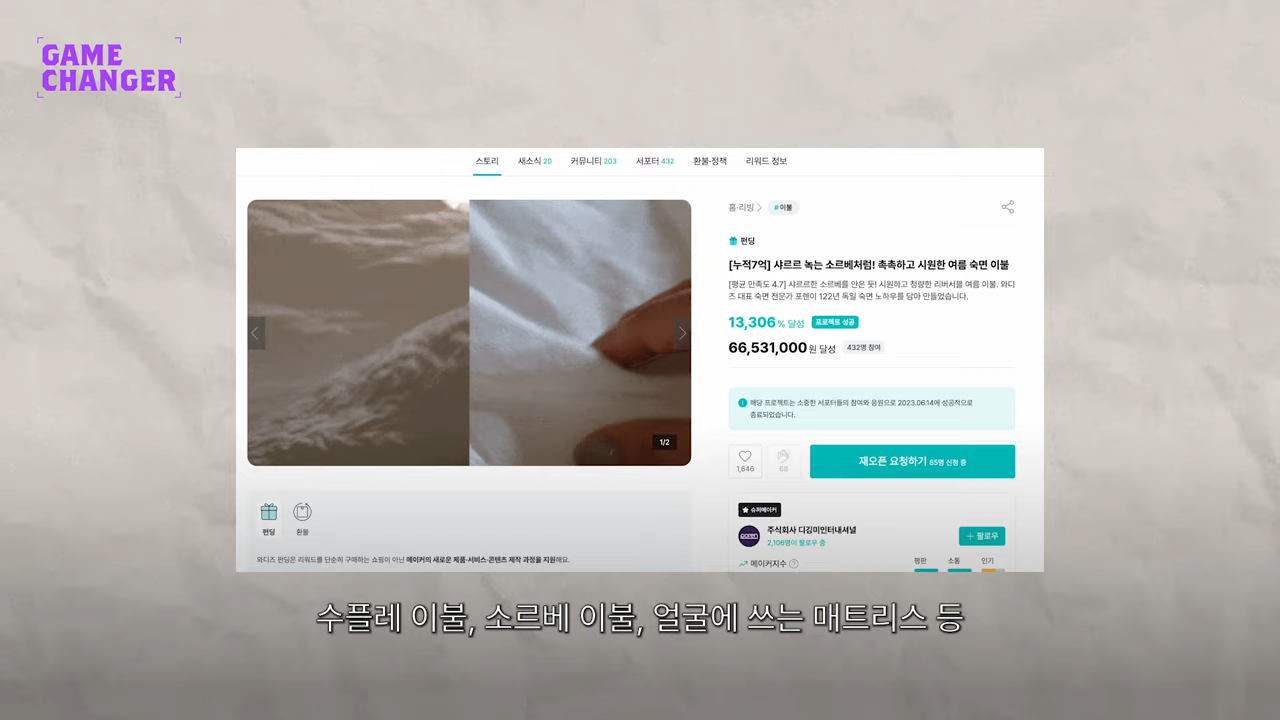 GAME
CHANGER
스토리 새소식 20 커뮤니티 203 서포터 432 환불·정책 리워드 정보
홈·리빙 > #이불
펀딩
[누적7억] 샤르르 녹는 소르베처럼! 촉촉하고 시원한 여름 숙면 이불
[평균 만족도 4.7] 샤르르한 소르베를 안은 듯! 시원하고 청량한 리버서블 여름 이불. 와디
즈 대표 숙면 전문가 포렌이 122년 독일 숙면 노하우를 담아 만들었습니다.
13,306 % 달성 프로젝트 성공
66,531,000 원 달성 432명 참여
해당 프로젝트는 소중한 서포터들의 참여와 응원으로 2023.06.14에 성공적으로
종료되었습니다.
1/2
1,646 68 재오픈 요청하기 85명 신청 중
펀딩 환불
와디즈 펀딩은 리워드를 단순히 구매하는 쇼핑이 아닌 메이커의 새로운 제품·서비스·콘텐츠 제작 과정을 지원해요.
슈퍼메이커
poren 주식회사 디깅미인터내셔널
2,106명이 팔로우 중
+ 팔로우
메이커지수 ? 평판 소통 인기
수플레 이불, 소르베 이불, 얼굴에 쓰는 매트리스 등